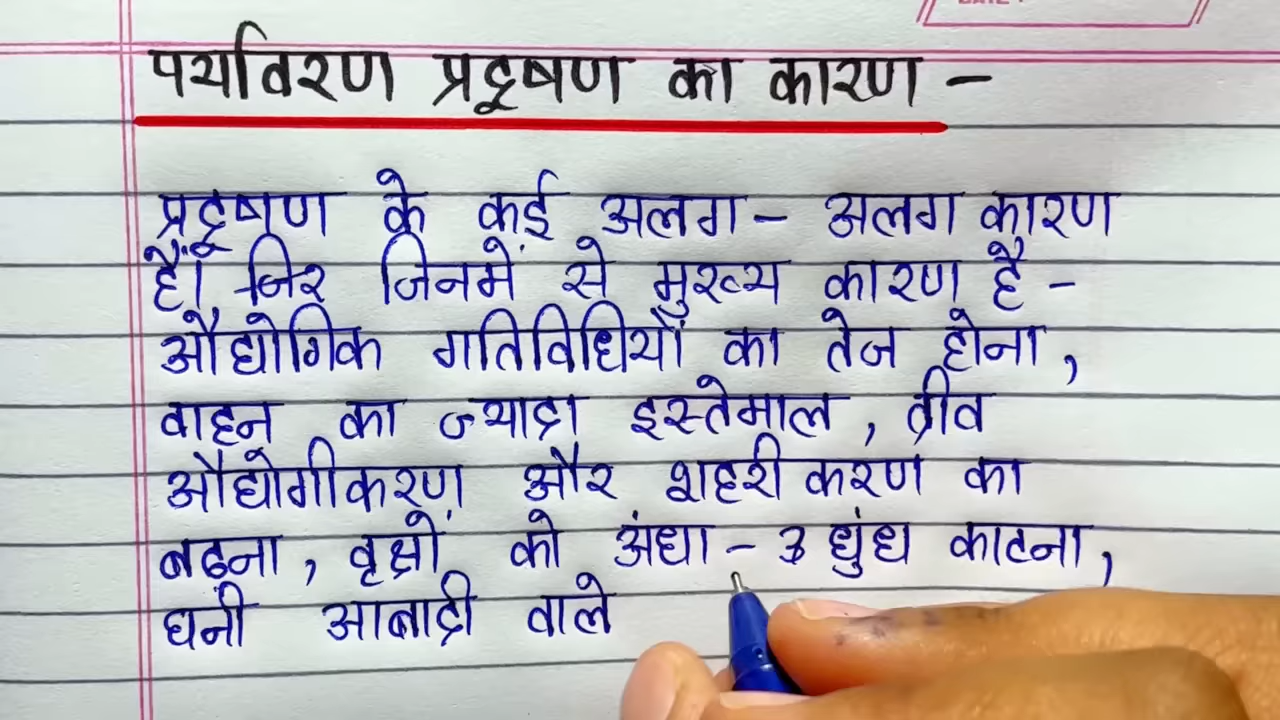 पर्यावरण प्रदूषण का कारण -
प्रदूषण के कई अलग - अलग कारण
हैं। जिर जिनमें से मुख्य कारण है -
औद्योगिक गतिविधियों का तेज होना,
वाहन का ज्यादा इस्तेमाल, तीव
औद्योगीकरण और शहरीकरण का
बढ़ना, वृक्षों को अंधा - उ धुंध काटना,
घनी आबादी वाले